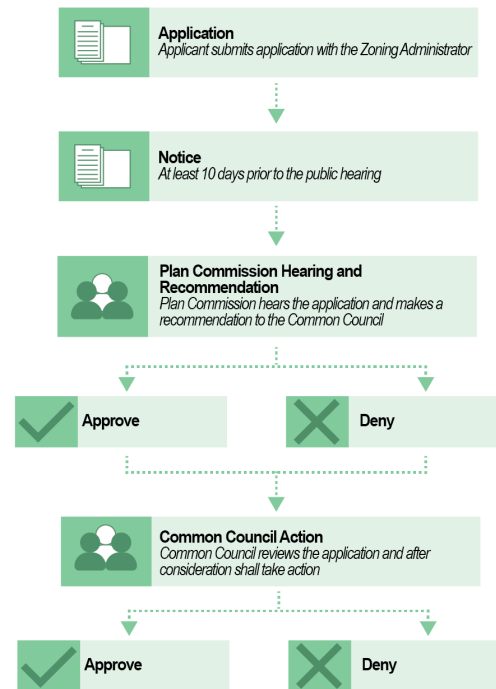 Application
Applicant submits application with the Zoning Administrator
Notice
At least 10 days prior to the public hearing
Plan Commission Hearing and
Recommendation
Plan Commission hears the application and makes a
recommendation to the Common Council
Approve
Deny
Common Council Action
Common Council reviews the application and after
consideration shall take action
Approve
Deny